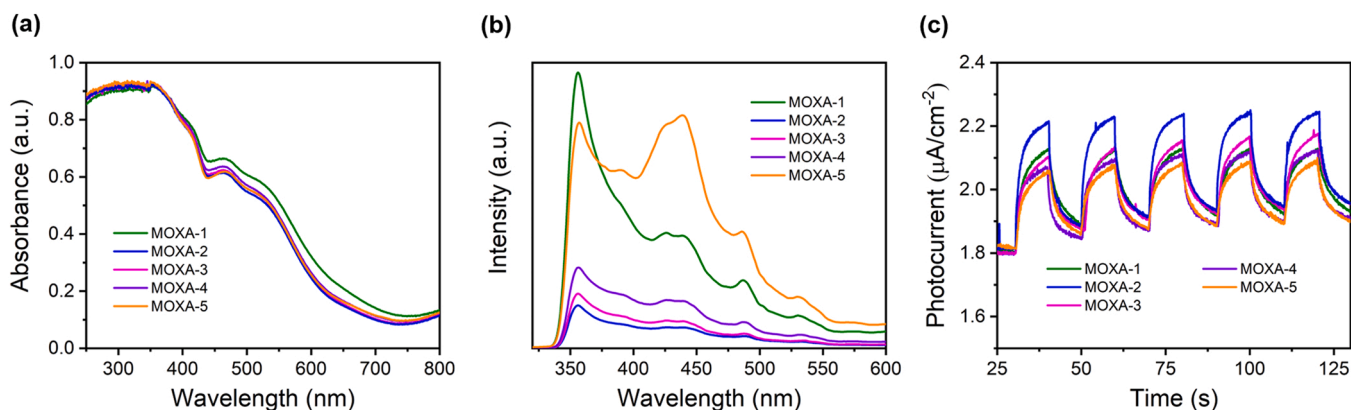 (a)
Absorbance (a.u.)
1.0
0.8
0.6
0.4
0.2
0.0
MOXA-1
MOXA-2
MOXA-3
MOXA-4
MOXA-5
300 400 500 600 700 800
Wavelength (nm)
(b)
Intensity (a.u.)
MOXA-1
MOXA-2
MOXA-3
MOXA-4
MOXA-5
350 400 450 500 550 600
Wavelength (nm)
(c)
Photocurrent (μA/cm⁻²)
2.4
2.2
2.0
1.8
1.6
MOXA-1 MOXA-4
MOXA-2 MOXA-5
MOXA-3
25 50 75 100 125
Time (s)